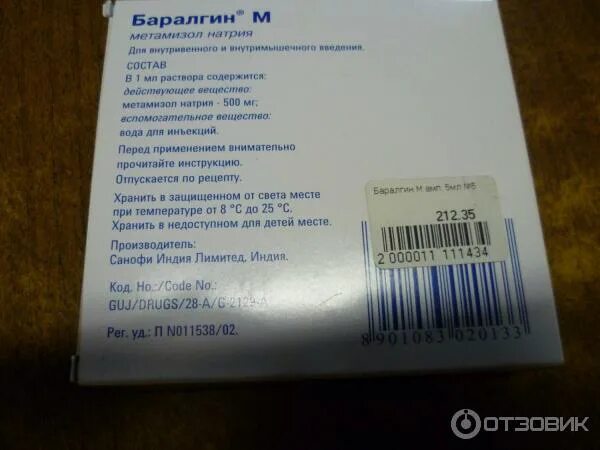 Баралгин® М
метамизол натрия
Для внутривенного и внутримышечного введения.
СОСТАВ
В 1 мл раствора содержится:
действующее вещество:
метамизол натрия - 500 мг;
вспомогательное вещество:
вода для инъекций.
Перед применением внимательно
прочитайте инструкцию.
Отпускается по рецепту.
Хранить в защищенном от света месте
при температуре от 8 °С до 25 °С.
Хранить в недоступном для детей месте.
Производитель:
Санофи Индия Лимитед, Индия.
Код. Но:/Code No.:
GUJ/DRUGS/28-A/G-2129-A
Рег. уд.: П N011538/02.
Баралгин М амп. 5мл №5
212.35
2 000011 111434
8 901083 020133
ОТЗОВИК